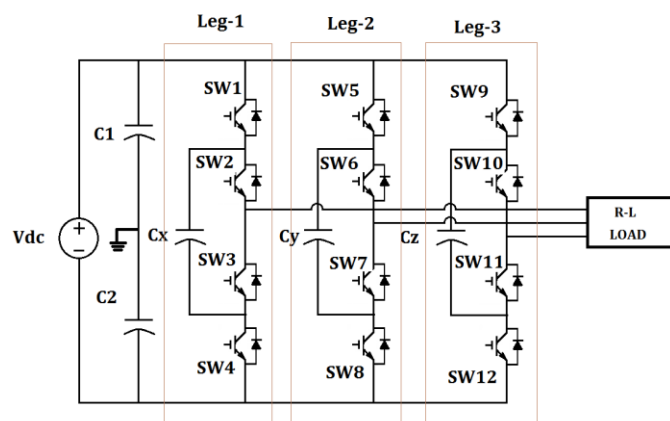 Leg-1
Leg-2
Leg-3
SW1
SW5
SW9
C1
SW2
SW6
SW10
R-L
LOAD
Vdc
+
−
Cx
Cy
Cz
SW3
SW7
SW11
C2
SW4
SW8
SW12